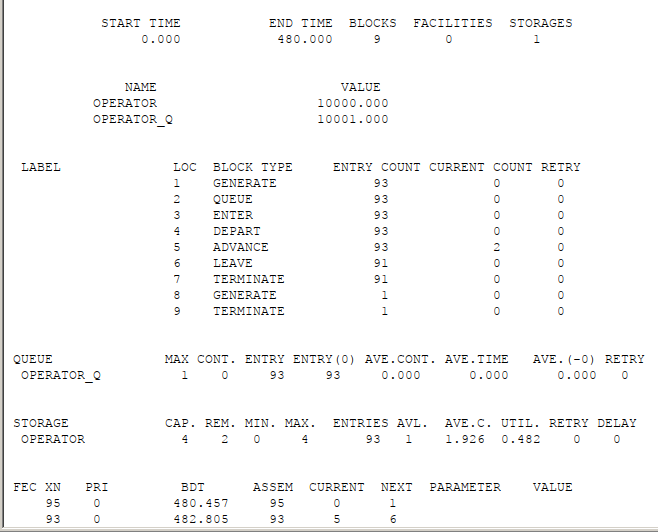 START TIME END TIME BLOCKS FACILITIES STORAGES
0.000 480.000 9 0 1
NAME VALUE
OPERATOR 10000.000
OPERATOR_Q 10001.000
LABEL LOC BLOCK TYPE ENTRY COUNT CURRENT COUNT RETRY
1 GENERATE 93 0 0
2 QUEUE 93 0 0
3 ENTER 93 0 0
4 DEPART 93 0 0
5 ADVANCE 93 2 0
6 LEAVE 91 0 0
7 TERMINATE 91 0 0
8 GENERATE 1 0 0
9 TERMINATE 1 0 0
QUEUE MAX CONT. ENTRY ENTRY(0) AVE.CONT. AVE.TIME AVE.(-0) RETRY
OPERATOR_Q 1 0 93 93 0.000 0.000 0.000 0
STORAGE CAP. REM. MIN. MAX. ENTRIES AVL. AVE.C. UTIL. RETRY DELAY
OPERATOR 4 2 0 4 93 1 1.926 0.482 0 0
FEC XN PRI BDT ASSEM CURRENT NEXT PARAMETER VALUE
95 0 480.457 95 0 1
93 0 482.805 93 5 6